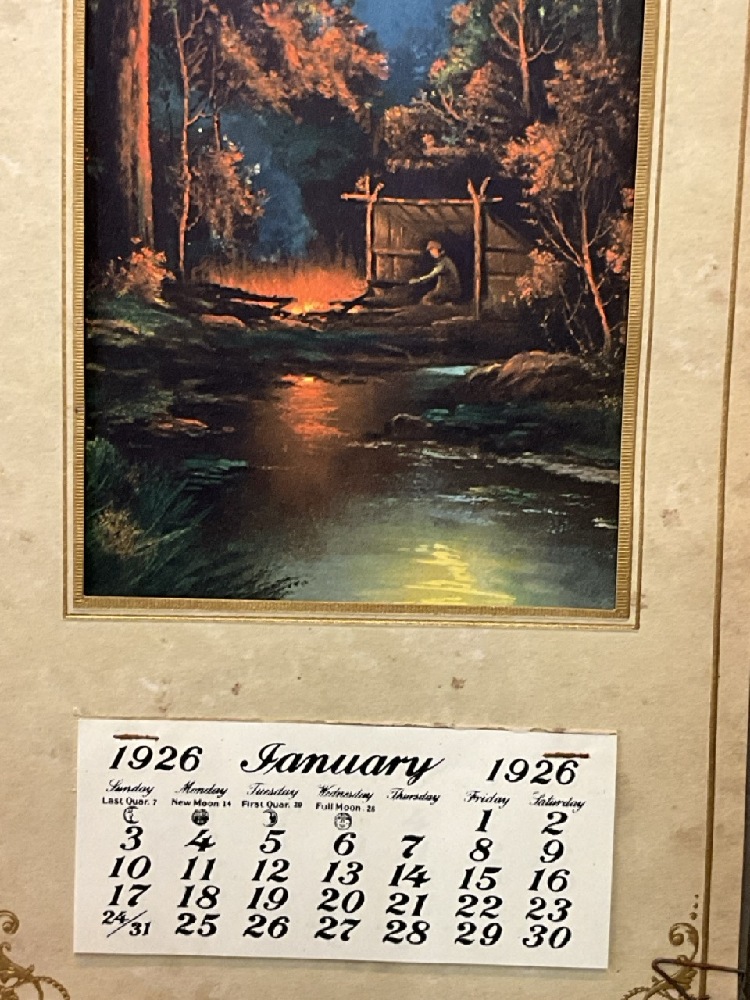 1926 January 1926
Sunday Monday Tuesday Wednesday Thursday Friday Saturday
Last Quar. 7 New Moon 14 First Quar. 20 Full Moon 28
1 2
3 4 5 6 7 8 9
10 11 12 13 14 15 16
17 18 19 20 21 22 23
24/31 25 26 27 28 29 30